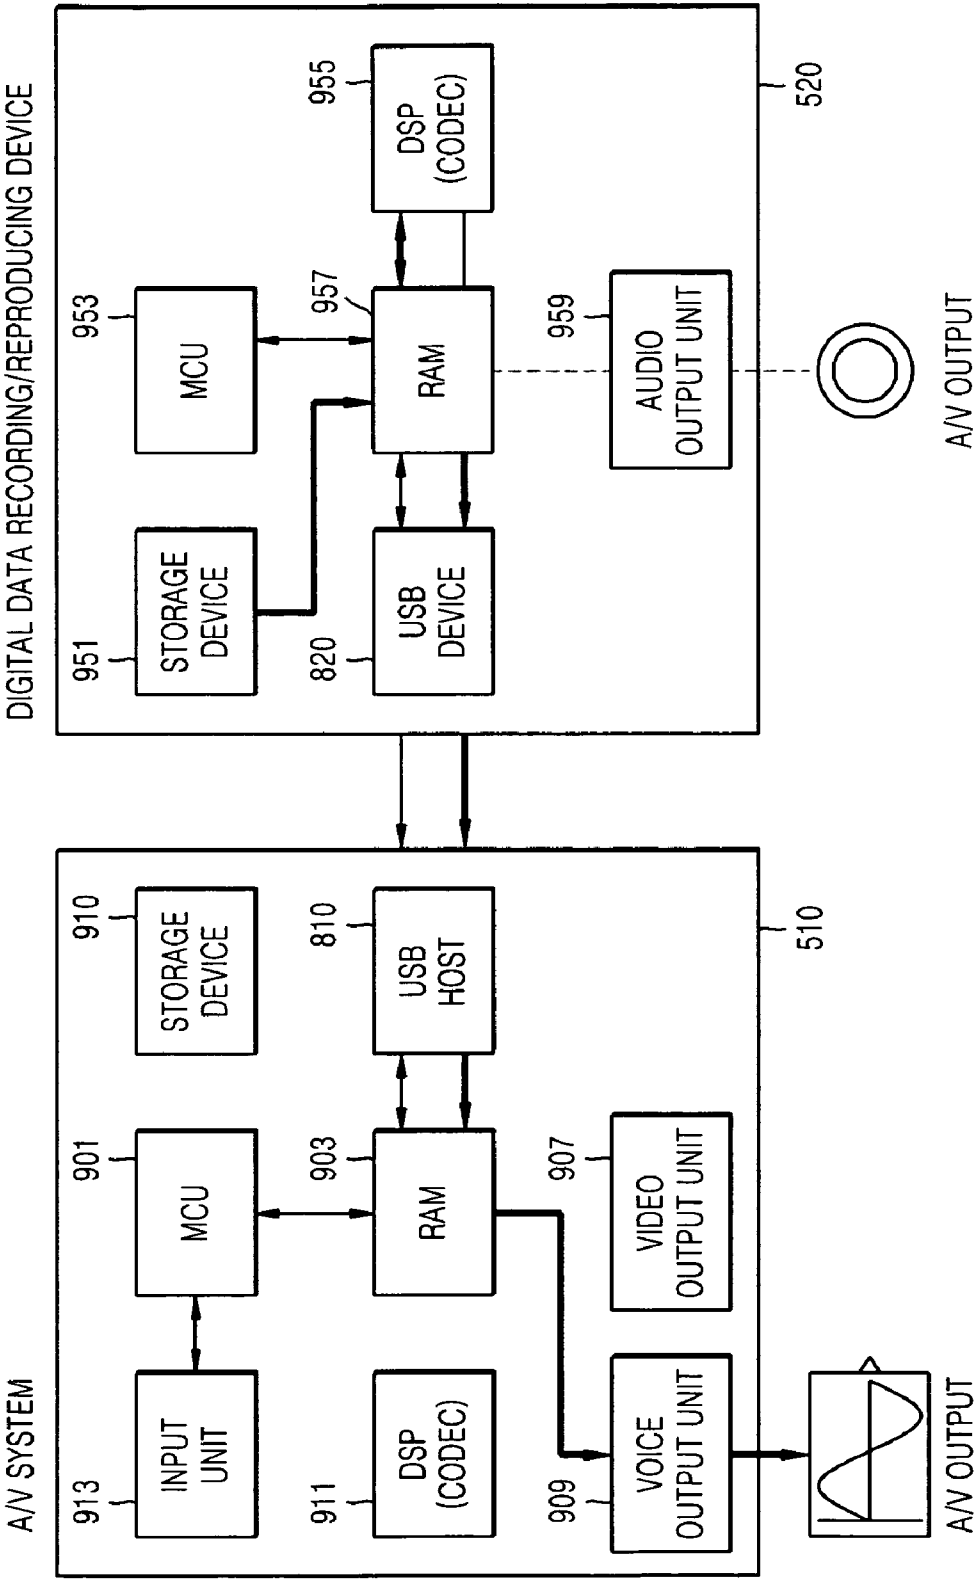 A/V SYSTEM
DIGITAL DATA RECORDING/REPRODUCING DEVICE
913
INPUT
UNIT
901
MCU
910
STORAGE
DEVICE
951
STORAGE
DEVICE
953
MCU
911
DSP
(CODEC)
903
RAM
810
USB
HOST
820
USB
DEVICE
957
RAM
955
DSP
(CODEC)
909
VOICE
OUTPUT UNIT
907
VIDEO
OUTPUT UNIT
959
AUDIO
OUTPUT UNIT
510
520
A/V OUTPUT
A/V OUTPUT